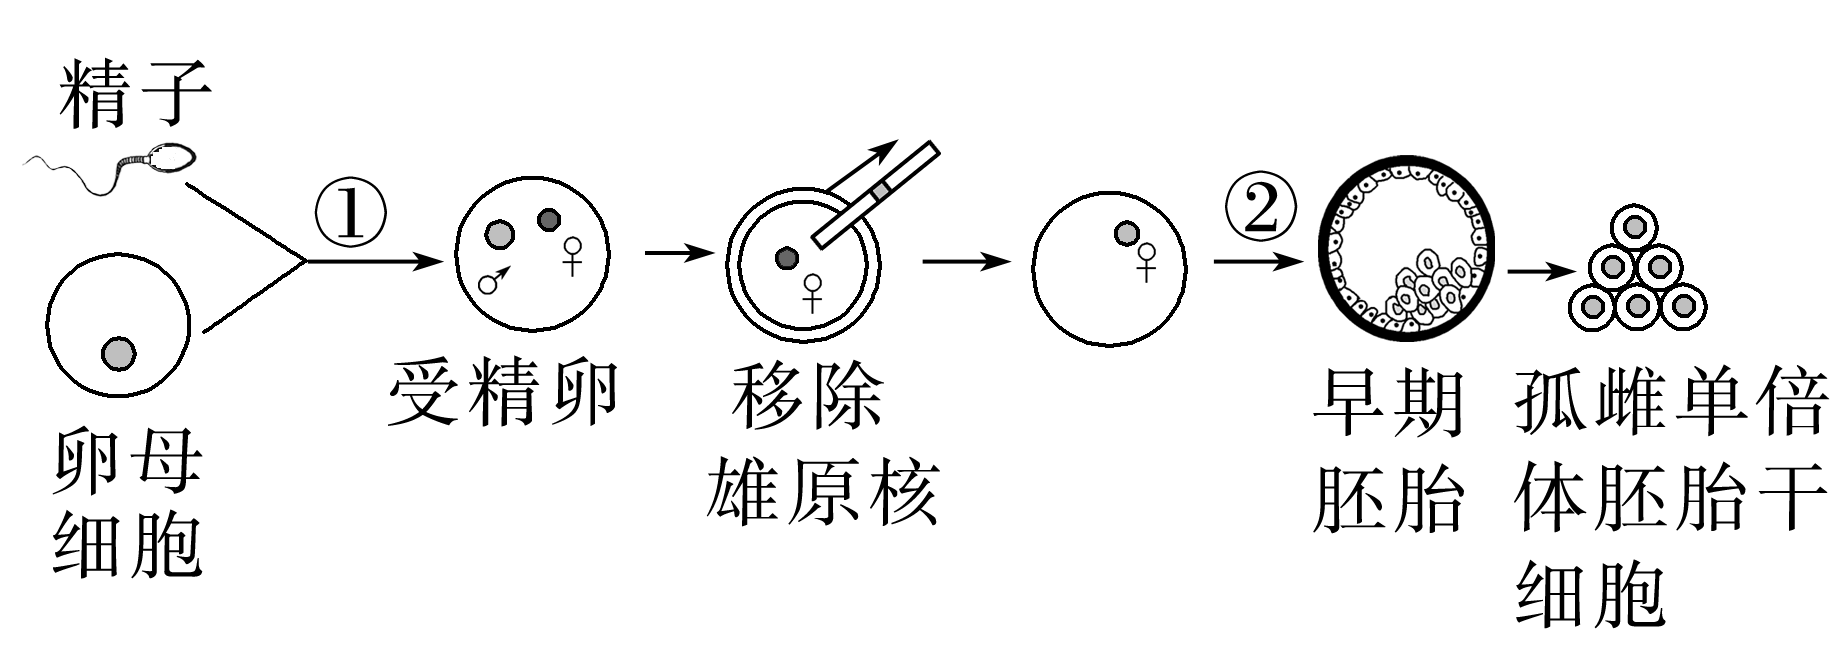 精子
①
♂
♀
♀
♀
②
卵母
细胞
受精卵
移除
雄原核
早期
胚胎
孤雌单倍
体胚胎干
细胞